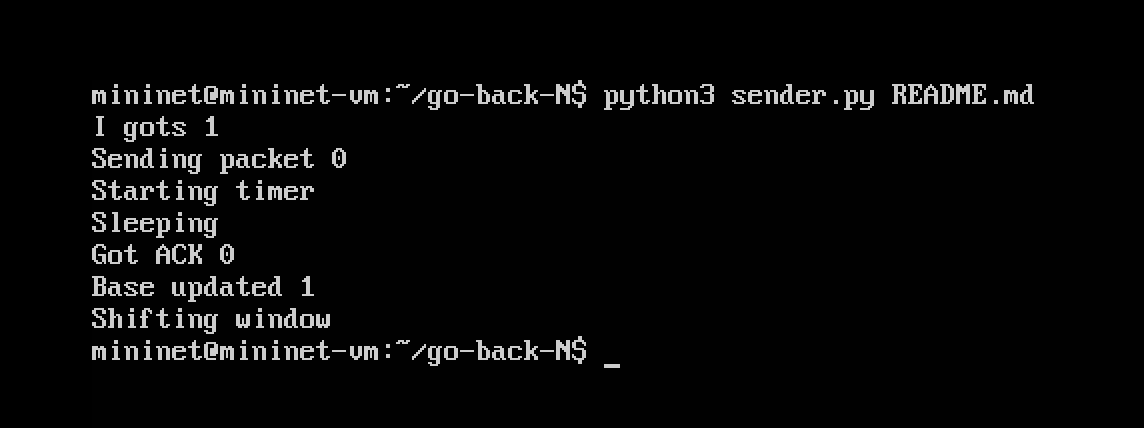 mininet@mininet-vm:~/go-back-N$ python3 sender.py README.md
I gots 1
Sending packet 0
Starting timer
Sleeping
Got ACK 0
Base updated 1
Shifting window
mininet@mininet-vm:~/go-back-N$ _